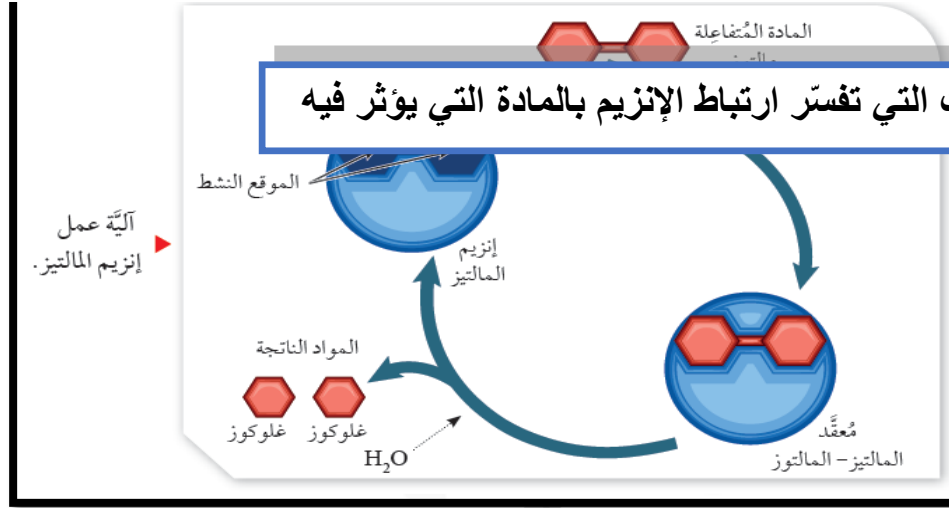 المادة المُتفاعِلة
التي تفسّر ارتباط الإنزيم بالمادة التي يؤثر فيه
الموقع النشط
آليَّة عمل
إنزيم المالتيز.
إنزيم
المالتيز
المواد الناتجة
غلوكوز غلوكوز
H₂O
مُعقَّد
المالتيز – المالتوز